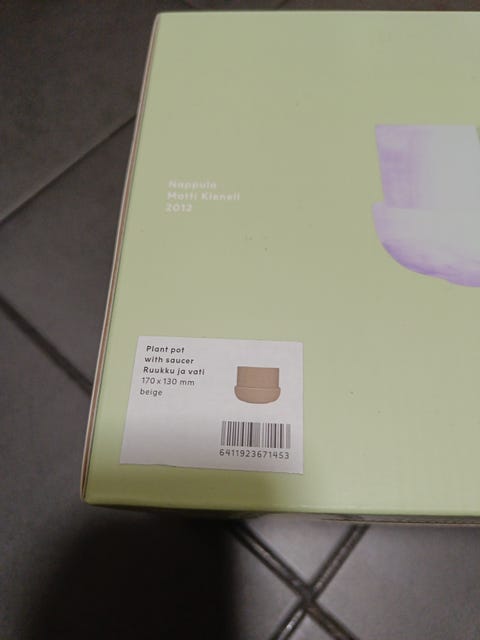 Nappula
Matti Klenell
2012
Plant pot
with saucer
Ruukku ja vati
170 x 130 mm
beige
6411923671453